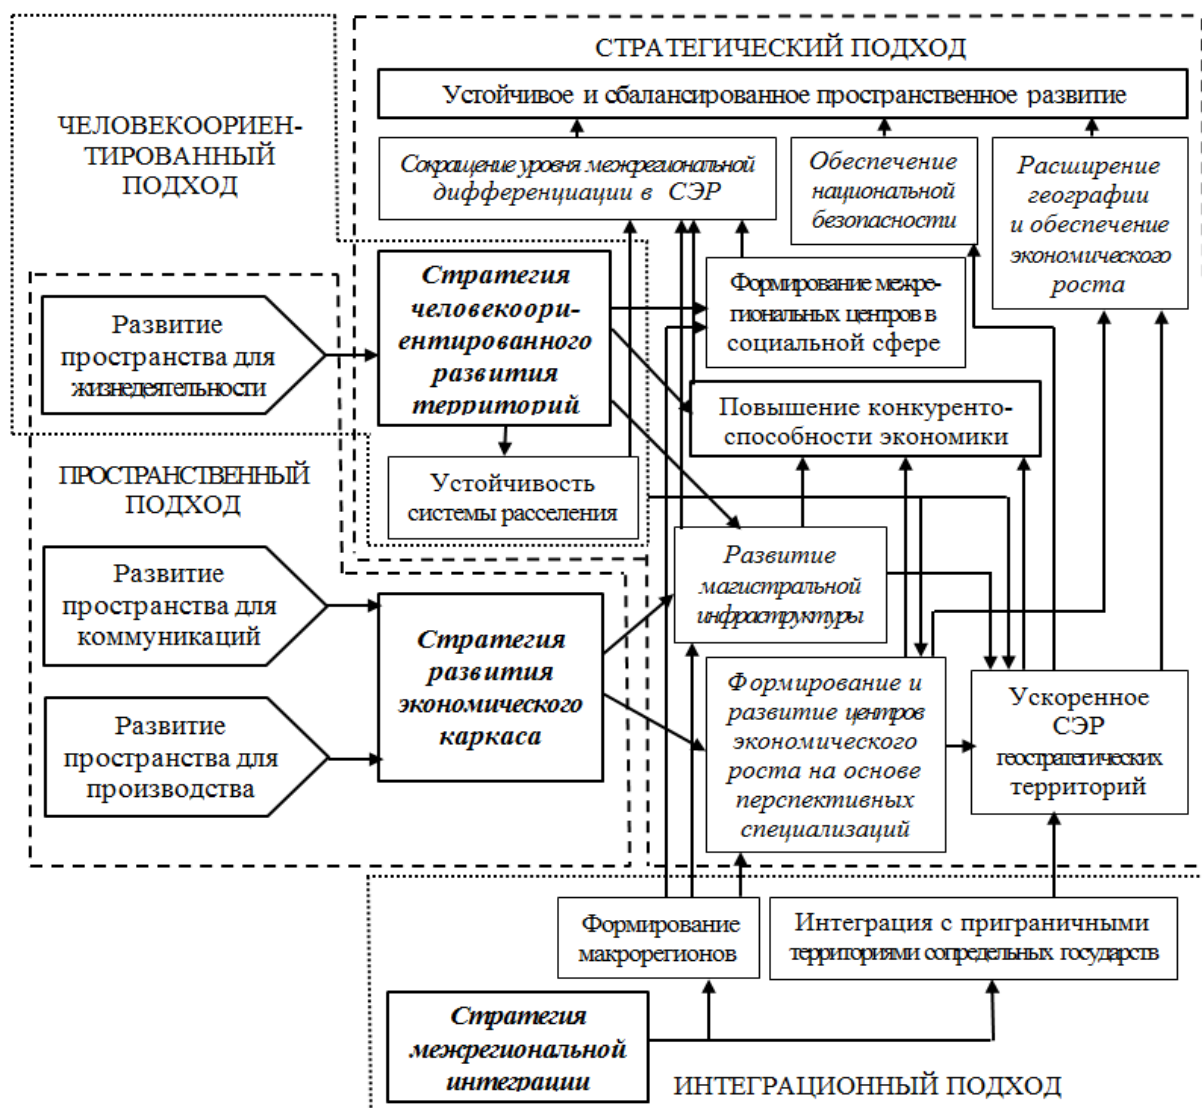 СТРАТЕГИЧЕСКИЙ ПОДХОД
Устойчивое и сбалансированное пространственное развитие
ЧЕЛОВЕКООРИЕН-
ТИРОВАННЫЙ
ПОДХОД
Сокращение уровня межрегиональной
дифференциации в СЭР
Обеспечение
национальной
безопасности
Расширение
географии
и обеспечение
экономического
роста
Стратегия
человекоори-
ентированного
развития
территорий
Формирование межре-
гиональных центров в
социальной сфере
Развитие
пространства для
жизнедеятельности
Повышение конкуренто-
способности экономики
ПРОСТРАНСТВЕННЫЙ
ПОДХОД
Устойчивость
системы расселения
Развитие
пространства для
коммуникаций
Развитие
магистральной
инфраструктуры
Стратегия
развития
экономического
каркаса
Развитие
пространства для
производства
Формирование и
развитие центров
экономического
роста на основе
перспективных
специализаций
Ускоренное
СЭР
геостратегических
территорий
Формирование
макрорегионов
Интеграция с приграничными
территориями сопредельных государств
Стратегия
межрегиональной
интеграции
ИНТЕГРАЦИОННЫЙ ПОДХОД